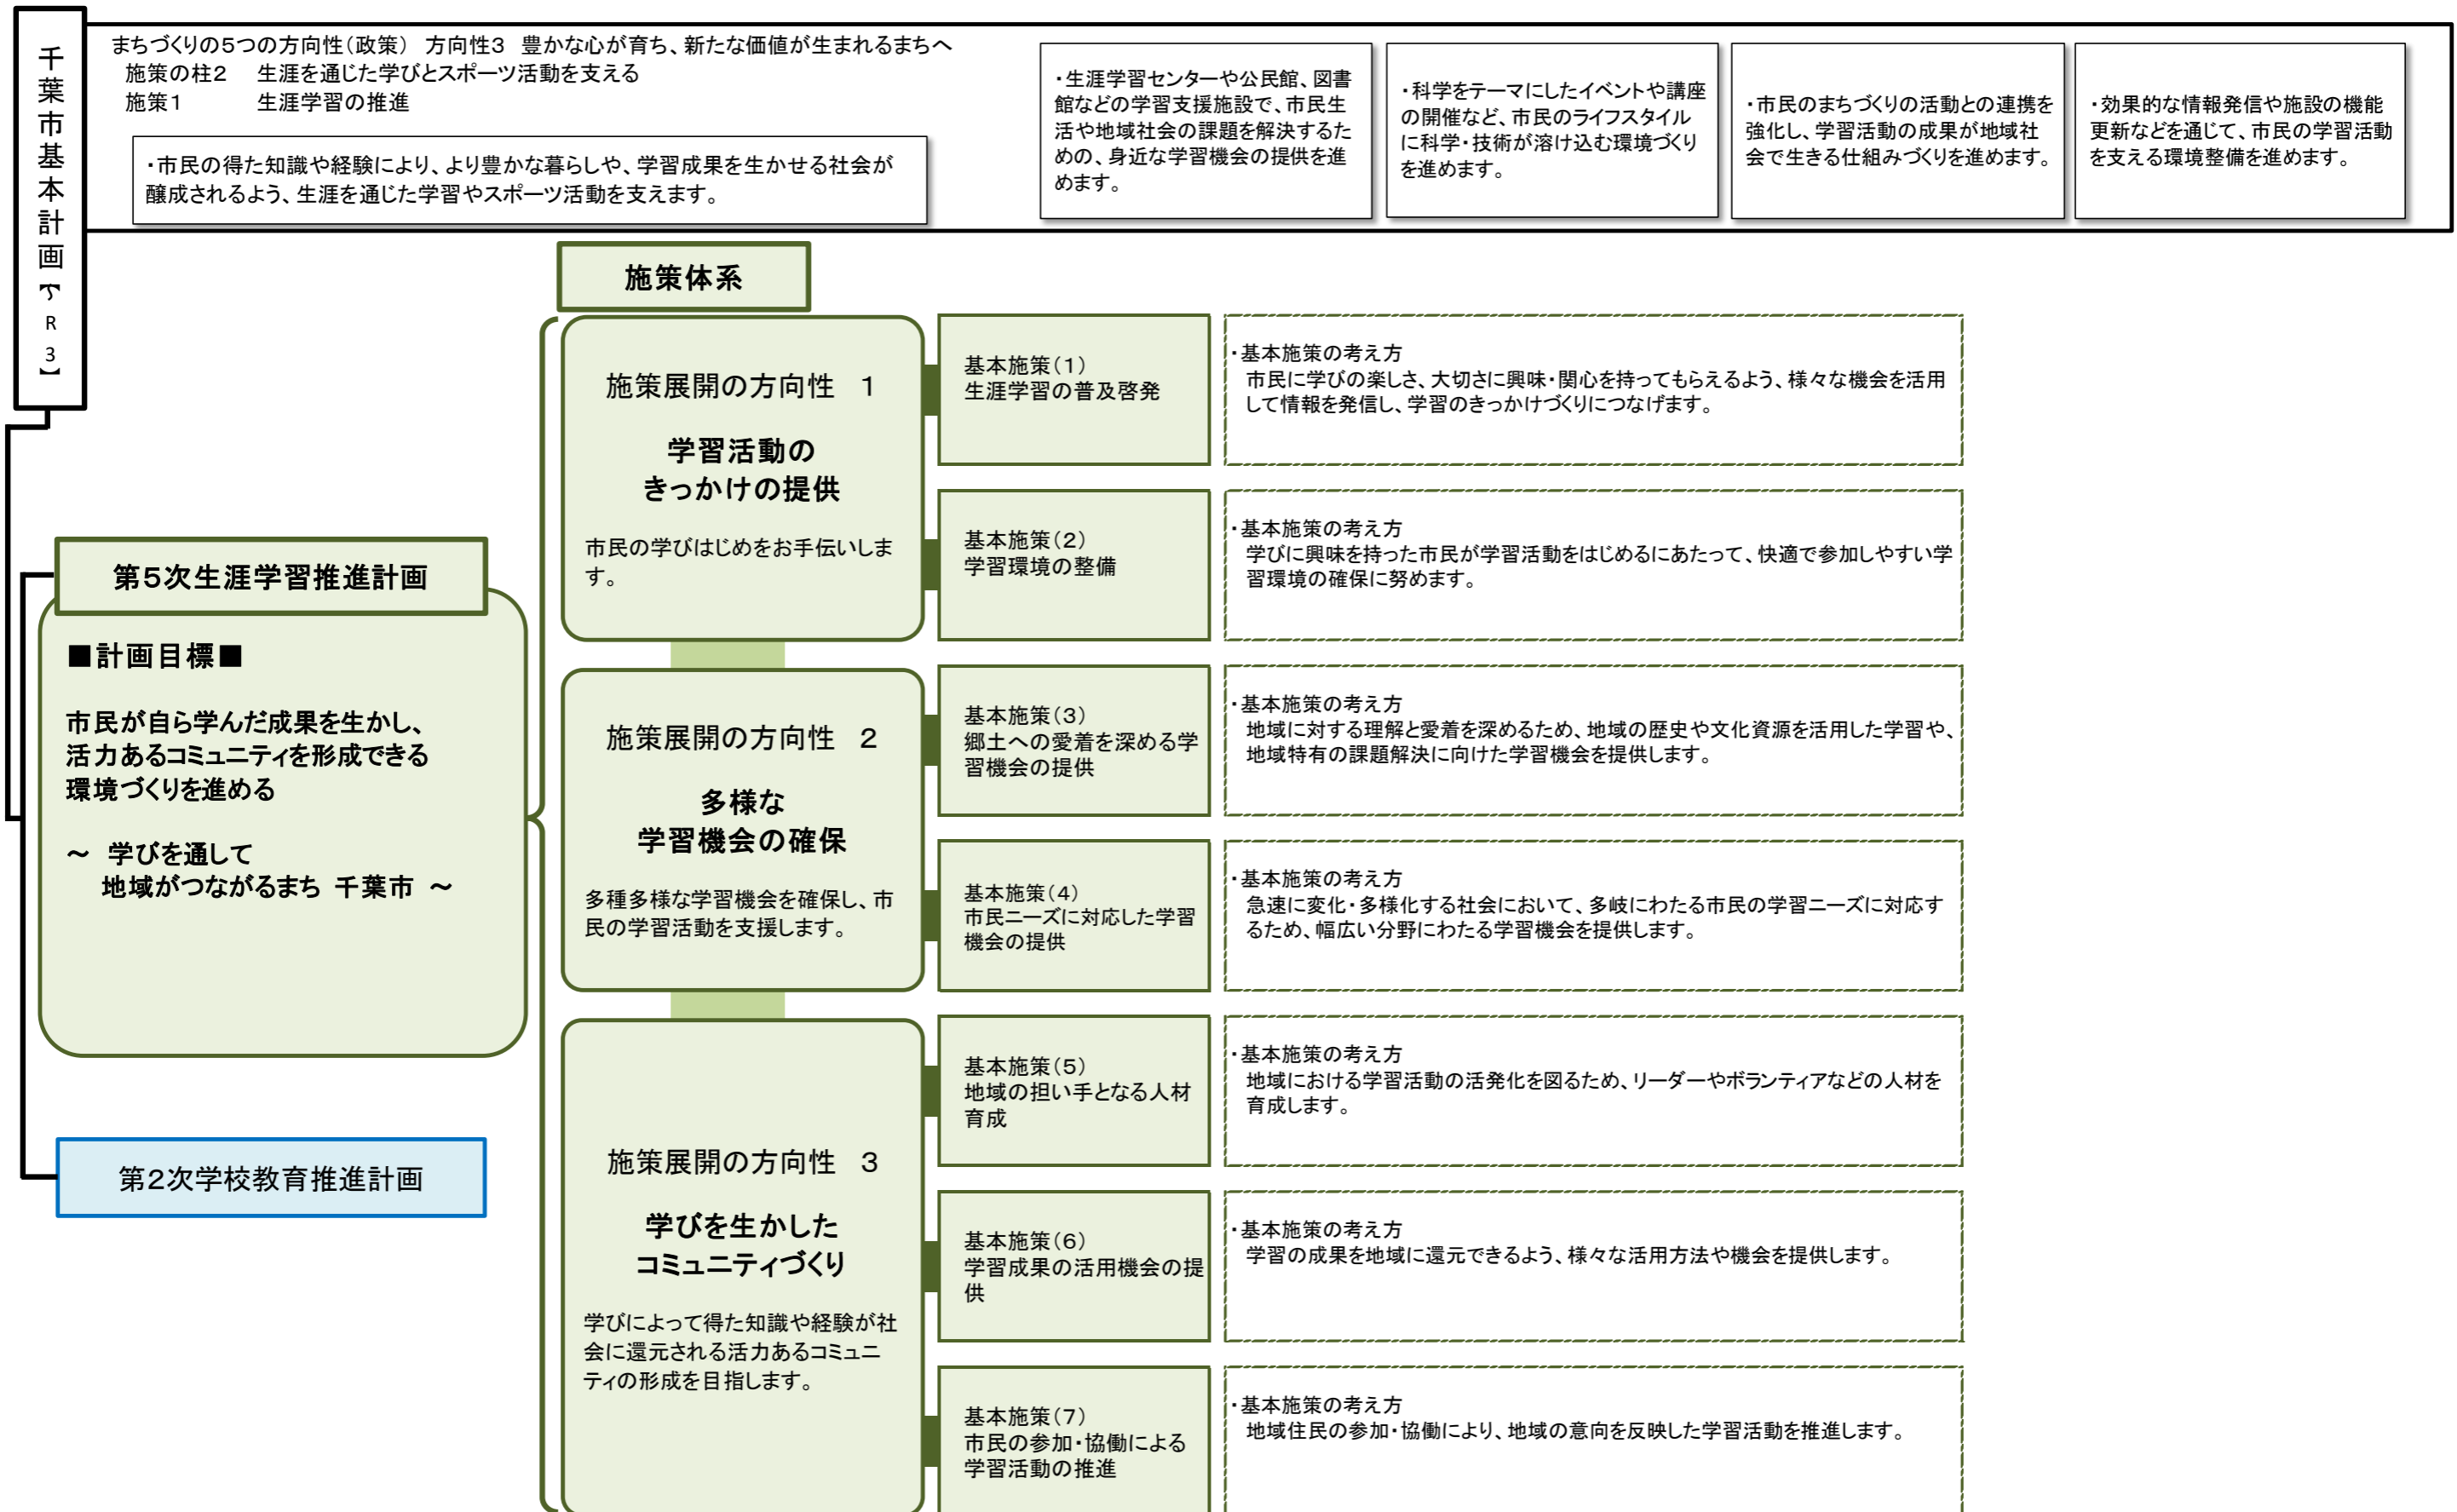 千葉市基本計画【~R3】
まちづくりの5つの方向性(政策) 方向性3 豊かな心が育ち、新たな価値が生まれるまちへ
施策の柱2 生涯を通じた学びとスポーツ活動を支える
施策1 生涯学習の推進
・市民の得た知識や経験により、より豊かな暮らしや、学習成果を生かせる社会が
醸成されるよう、生涯を通じた学習やスポーツ活動を支えます。
・生涯学習センターや公民館、図書
館などの学習支援施設で、市民生
活や地域社会の課題を解決するた
めの、身近な学習機会の提供を進
めます。
・科学をテーマにしたイベントや講座
の開催など、市民のライフスタイル
に科学・技術が溶け込む環境づくり
を進めます。
・市民のまちづくりの活動との連携を
強化し、学習活動の成果が地域社
会で生きる仕組みづくりを進めます。
・効果的な情報発信や施設の機能
更新などを通じて、市民の学習活動
を支える環境整備を進めます。
施策体系
第5次生涯学習推進計画
■計画目標■
市民が自ら学んだ成果を生かし、
活力あるコミュニティを形成できる
環境づくりを進める
~ 学びを通して
地域がつながるまち 千葉市 ~
第2次学校教育推進計画
施策展開の方向性 1
学習活動の
きっかけの提供
市民の学びはじめをお手伝いしま
す。
基本施策(1)
生涯学習の普及啓発
・基本施策の考え方
市民に学びの楽しさ、大切さに興味・関心を持ってもらえるよう、様々な機会を活用
して情報を発信し、学習のきっかけづくりにつなげます。
基本施策(2)
学習環境の整備
・基本施策の考え方
学びに興味を持った市民が学習活動をはじめるにあたって、快適で参加しやすい学
習環境の確保に努めます。
施策展開の方向性 2
多様な
学習機会の確保
多種多様な学習機会を確保し、市
民の学習活動を支援します。
基本施策(3)
郷土への愛着を深める学
習機会の提供
・基本施策の考え方
地域に対する理解と愛着を深めるため、地域の歴史や文化資源を活用した学習や、
地域特有の課題解決に向けた学習機会を提供します。
基本施策(4)
市民ニーズに対応した学習
機会の提供
・基本施策の考え方
急速に変化・多様化する社会において、多岐にわたる市民の学習ニーズに対応す
るため、幅広い分野にわたる学習機会を提供します。
施策展開の方向性 3
学びを生かした
コミュニティづくり
学びによって得た知識や経験が社
会に還元される活力あるコミュニ
ティの形成を目指します。
基本施策(5)
地域の担い手となる人材
育成
・基本施策の考え方
地域における学習活動の活発化を図るため、リーダーやボランティアなどの人材を
育成します。
基本施策(6)
学習成果の活用機会の提
供
・基本施策の考え方
学習の成果を地域に還元できるよう、様々な活用方法や機会を提供します。
基本施策(7)
市民の参加・協働による
学習活動の推進
・基本施策の考え方
地域住民の参加・協働により、地域の意向を反映した学習活動を推進します。